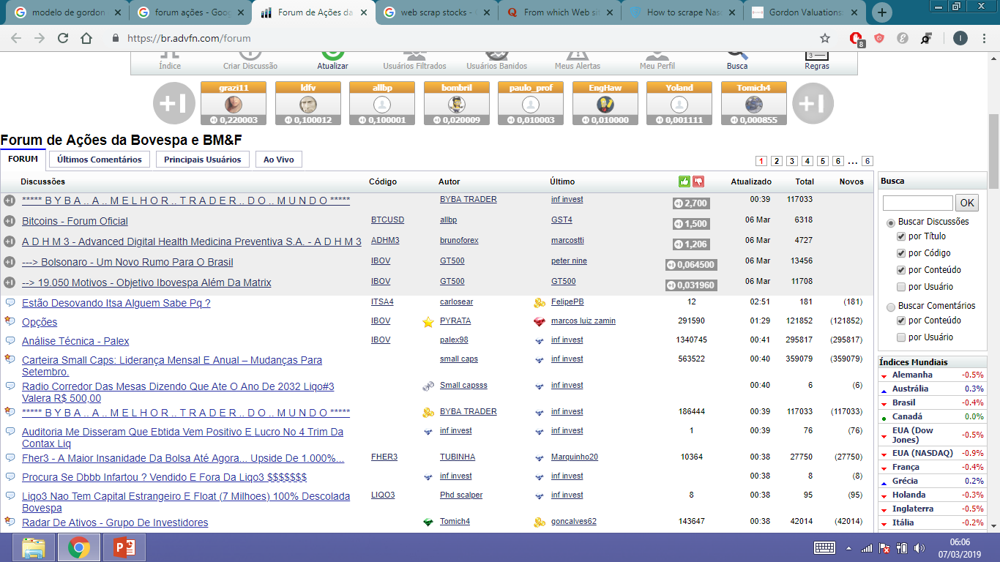 modelo de gordon
forum ações - Goog
Forum de Ações da
web scrap stocks -
From which Web sit
How to scrape Nasd
Gordon Valuations:
https://br.advfn.com/forum
8
I
Índice
Criar Discussão
Atualizar
Usuários Filtrados
Usuários Banidos
Meus Alertas
Meu Perfil
Busca
3
Regras
+1
grazi11
0,220003
ldfv
0,100012
allbp
0,100001
bombril
0,020009
paulo_prof
0,010003
EngHaw
0,010000
Yoland
0,001111
Tomich4
0,000855
+1
Forum de Ações da Bovespa e BM&F
FORUM Últimos Comentários Principais Usuários Ao Vivo 1 2 3 4 5 6 ... 6
Discussões Código Autor Último Atualizado Total Novos
+1 ***** B Y B A .. A .. M E L H O R .. T R A D E R .. D O .. M U N D O ***** BYBA TRADER inf invest +1 2,700 00:39 117033
+1 Bitcoins - Forum Oficial BTCUSD allbp GST4 +1 1,500 06 Mar 6318
+1 A D H M 3 - Advanced Digital Health Medicina Preventiva S.A. - A D H M 3 ADHM3 brunoforex marcostti +1 1,206 06 Mar 4727
+1 ---> Bolsonaro - Um Novo Rumo Para O Brasil IBOV GT500 peter nine +1 0,064500 06 Mar 13456
+1 --> 19.050 Motivos - Objetivo Ibovespa Além Da Matrix IBOV GT500 GT500 +1 0,031960 06 Mar 11708
Estão Desovando Itsa Alguem Sabe Pq ? ITSA4 carlosear FelipePB 12 02:51 181 (181)
Opções IBOV PYRATA marcos luiz zamin 291590 01:29 121852 (121852)
Análise Técnica - Palex IBOV palex98 inf invest 1340745 00:41 295817 (295817)
Carteira Small Caps: Liderança Mensal E Anual – Mudanças Para small caps inf invest 563522 00:40 359079 (359079)
Setembro.
Radio Corredor Das Mesas Dizendo Que Ate O Ano De 2032 Liqo#3 Small capsss inf invest 00:40 6 (6)
Valera R$ 500,00
***** B Y B A .. A .. M E L H O R .. T R A D E R .. D O .. M U N D O ***** BYBA TRADER inf invest 186444 00:39 117033 (117033)
Auditoria Me Disseram Que Ebtida Vem Positivo E Lucro No 4 Trim Da inf invest inf invest 1 00:39 76 (76)
Contax Liq
Fher3 - A Maior Insanidade Da Bolsa Até Agora... Upside De 1.000%... FHER3 TUBINHA Marquinho20 10364 00:38 27750 (27750)
Procura Se Dbbb Infartou ? Vendido E Fora Da Liqo3 $$$$$$$ inf invest inf invest 00:38 8 (8)
Liqo3 Nao Tem Capital Estrangeiro E Float (7 Milhoes) 100% Descolada LIQO3 Phd scalper inf invest 8 00:38 95 (95)
Bovespa
Radar De Ativos - Grupo De Investidores Tomich4 goncalves62 143647 00:38 42014 (42014)
Busca
OK
Buscar Discussões
por Título
por Código
por Conteúdo
por Usuário
Buscar Comentários
por Conteúdo
por Usuário
Índices Mundiais
Alemanha -0.5%
Austrália 0.3%
Brasil -0.4%
Canadá 0.0%
EUA (Dow -0.5%
Jones)
EUA (NASDAQ) -0.9%
França -0.4%
Grécia 0.2%
Holanda -0.3%
Inglaterra -0.5%
Itália -0.2%
06:06
07/03/2019